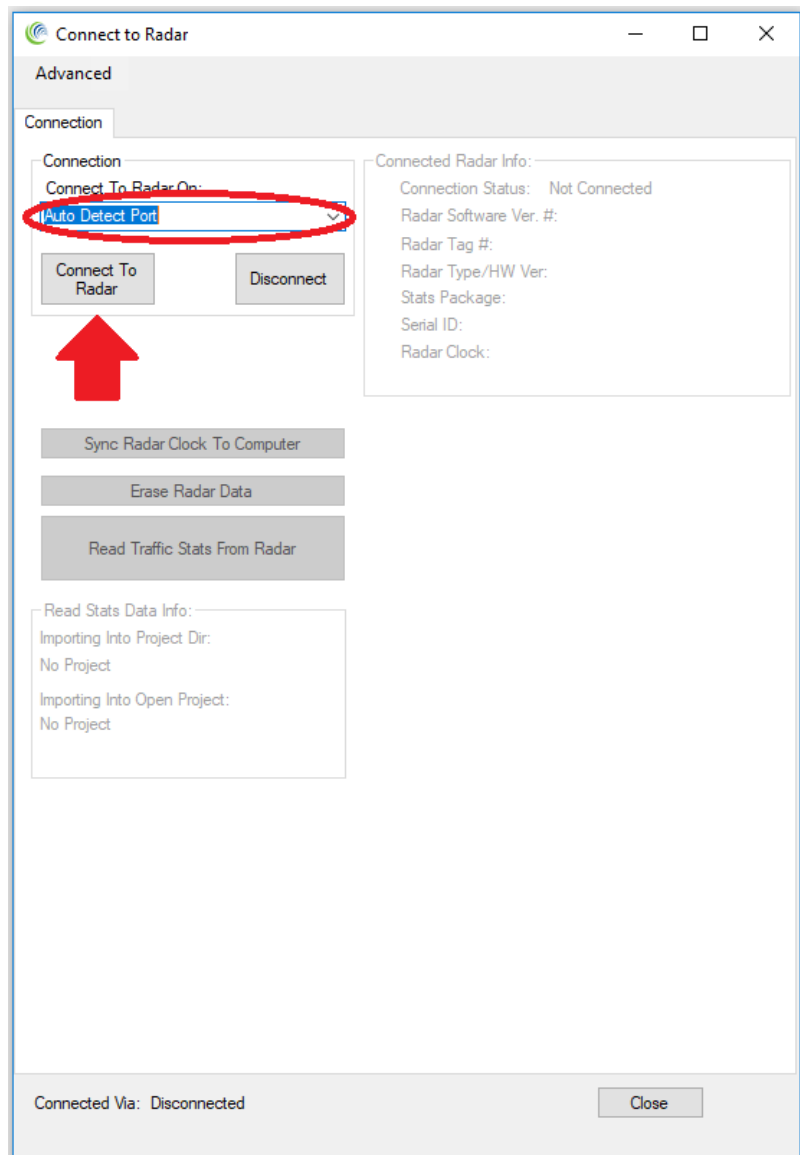 Connect to Radar
Advanced
Connection
Connection
Connect To Radar On:
Auto Detect Port
Connect To
Radar
Disconnect
Connected Radar Info:
Connection Status: Not Connected
Radar Software Ver. #:
Radar Tag #:
Radar Type/HW Ver:
Stats Package:
Serial ID:
Radar Clock:
Sync Radar Clock To Computer
Erase Radar Data
Read Traffic Stats From Radar
Read Stats Data Info:
Importing Into Project Dir:
No Project
Importing Into Open Project:
No Project
Connected Via: Disconnected
Close